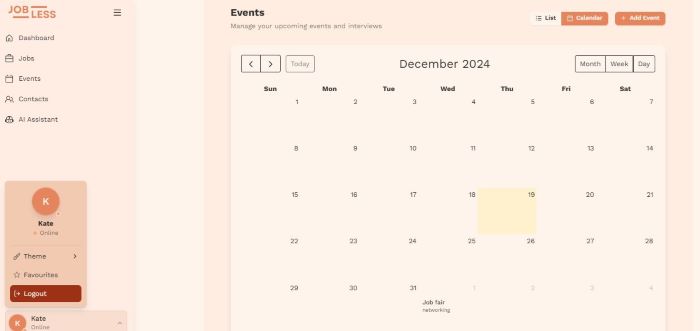 JOB
LESS
Dashboard
Jobs
Events
Contacts
AI Assistant
K
Kate
Online
Theme
Favourites
Logout
K
Kate
Online
Events
Manage your upcoming events and interviews
List
Calendar
+ Add Event
Today
December 2024
Month Week Day
Sun Mon Tue Wed Thu Fri Sat
1 2 3 4 5 6 7
8 9 10 11 12 13 14
15 16 17 18 19 20 21
22 23 24 25 26 27 28
29 30 31 1 2 3 4
Job fair
networking